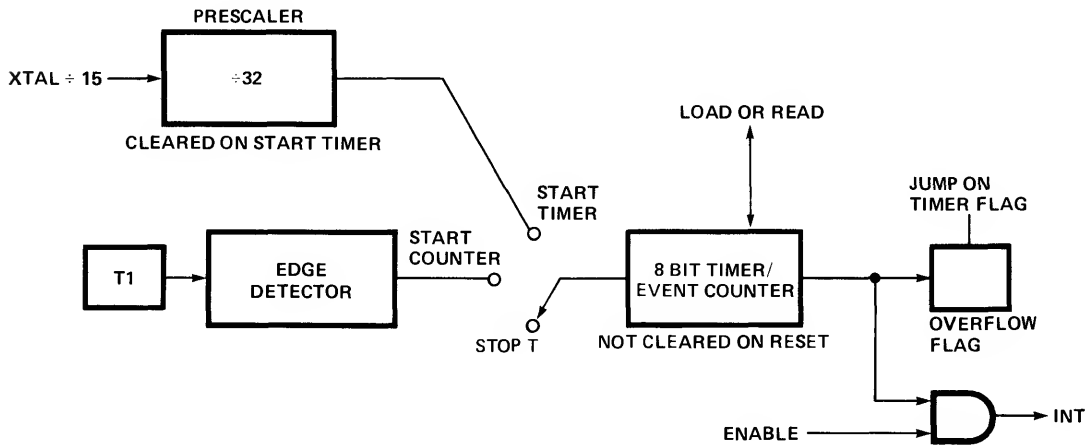 PRESCALER
XTAL ÷ 15
÷32
CLEARED ON START TIMER
LOAD OR READ
START
TIMER
JUMP ON
TIMER FLAG
START
COUNTER
T1
EDGE
DETECTOR
8 BIT TIMER/
EVENT COUNTER
STOP T
NOT CLEARED ON RESET
OVERFLOW
FLAG
ENABLE
INT